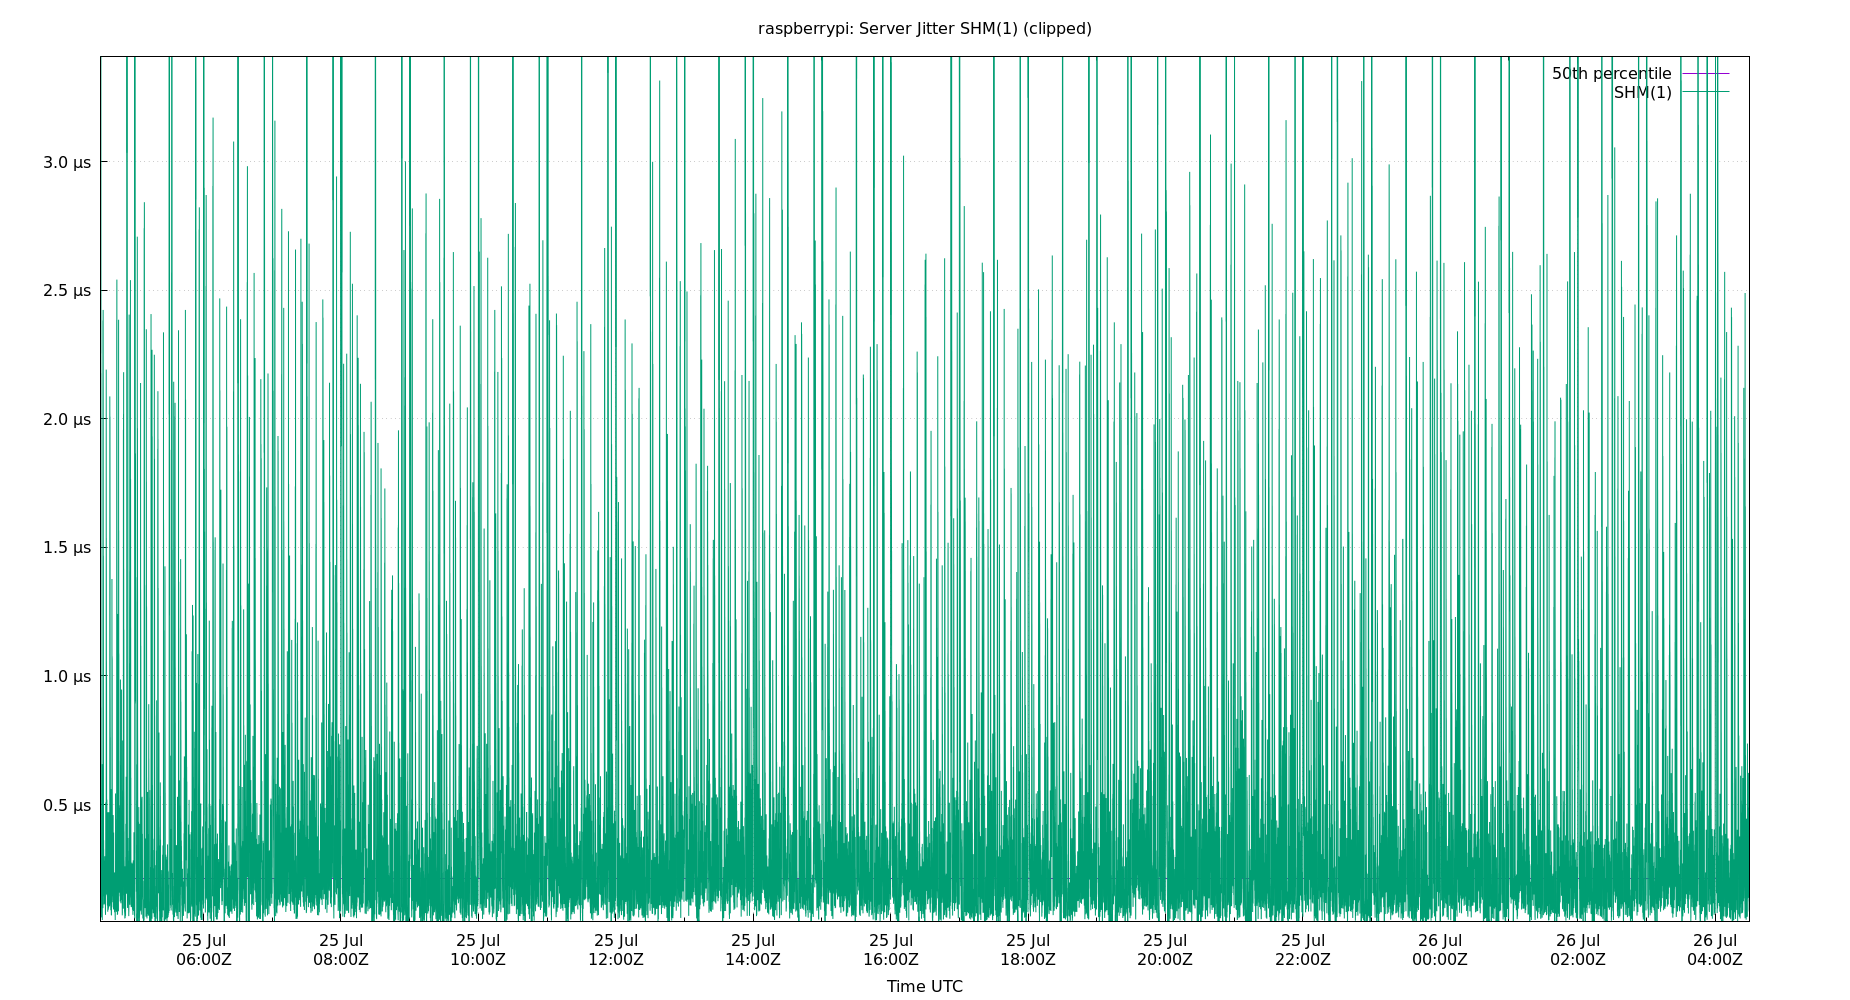 raspberrypi: Server Jitter SHM(1) (clipped)
50th percentile
SHM(1)
3.0 µs
2.5 µs
2.0 µs
1.5 µs
1.0 µs
0.5 µs
25 Jul 25 Jul 25 Jul 25 Jul 25 Jul 25 Jul 25 Jul 25 Jul 25 Jul 26 Jul 26 Jul 26 Jul
06:00Z 08:00Z 10:00Z 12:00Z 14:00Z 16:00Z 18:00Z 20:00Z 22:00Z 00:00Z 02:00Z 04:00Z
Time UTC